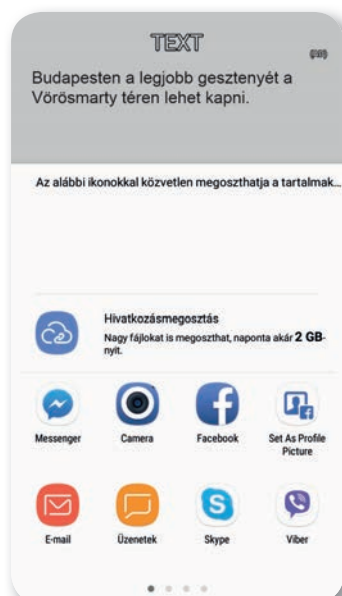 TEXT
Budapesten a legjobb gesztenyét a
Vörösmarty téren lehet kapni.
Az alábbi ikonokkal közvetlen megoszthatja a tartalmak...
Hivatkozásmegosztás
Nagy fájlokat is megoszthat, naponta akár 2 GB-
nyit.
Messenger
Camera
Facebook
Set As Profile
Picture
E-mail
Üzenetek
Skype
Viber